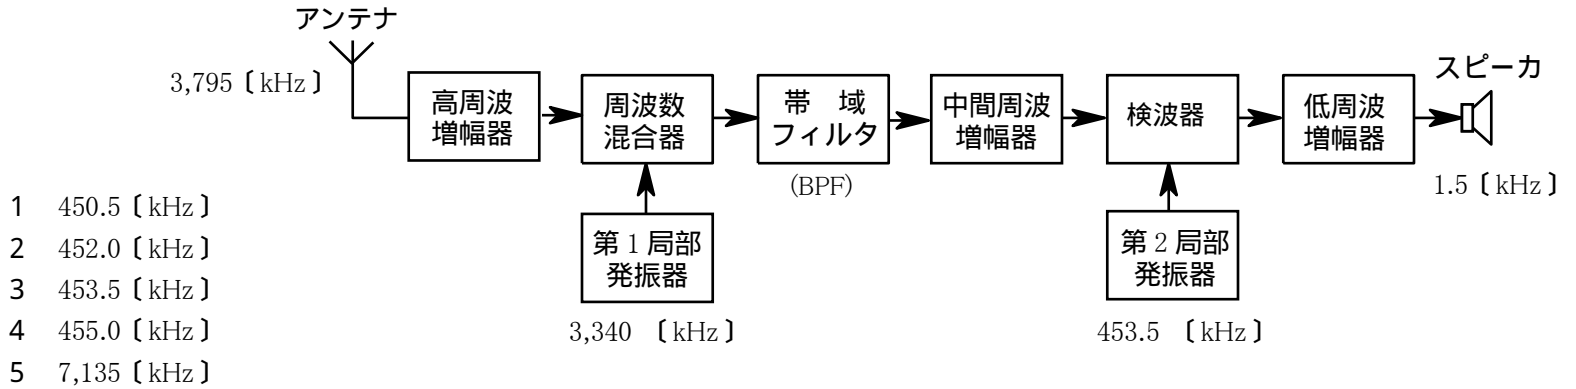 アンテナ
3,795〔kHz〕
高周波
増幅器
周波数
混合器
帯 域
フィルタ
(BPF)
中間周波
増幅器
検波器
低周波
増幅器
スピーカ
1.5〔kHz〕
第1局部
発振器
3,340 〔kHz〕
第2局部
発振器
453.5 〔kHz〕
1 450.5〔kHz〕
2 452.0〔kHz〕
3 453.5〔kHz〕
4 455.0〔kHz〕
5 7,135〔kHz〕